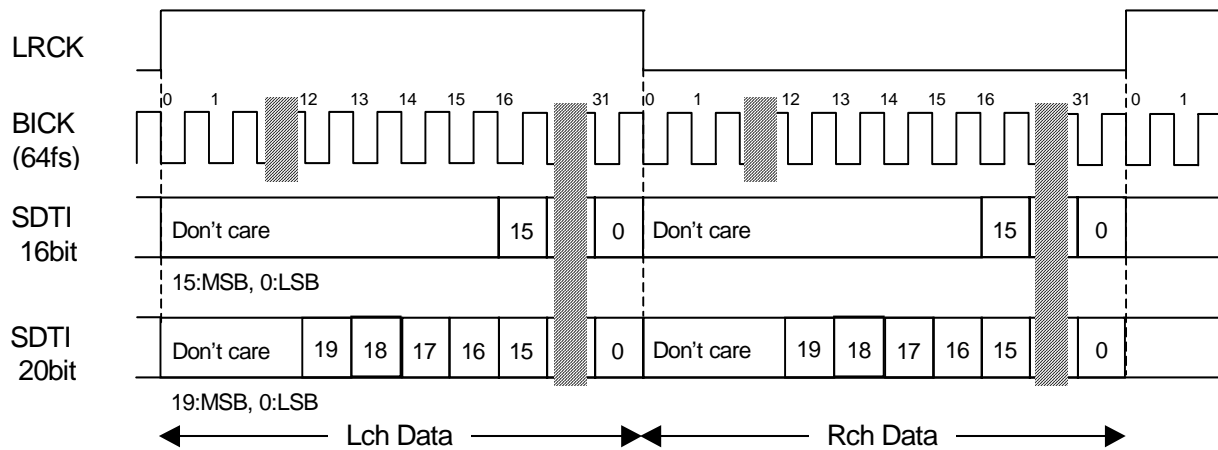 LRCK
0 1 12 13 14 15 16 31 0 1 12 13 14 15 16 31 0 1
BICK
(64fs)
SDTI
16bit
Don't care 15 0 Don't care 15 0
15:MSB, 0:LSB
SDTI
20bit
Don't care 19 18 17 16 15 0 Don't care 19 18 17 16 15 0
19:MSB, 0:LSB
Lch Data Rch Data